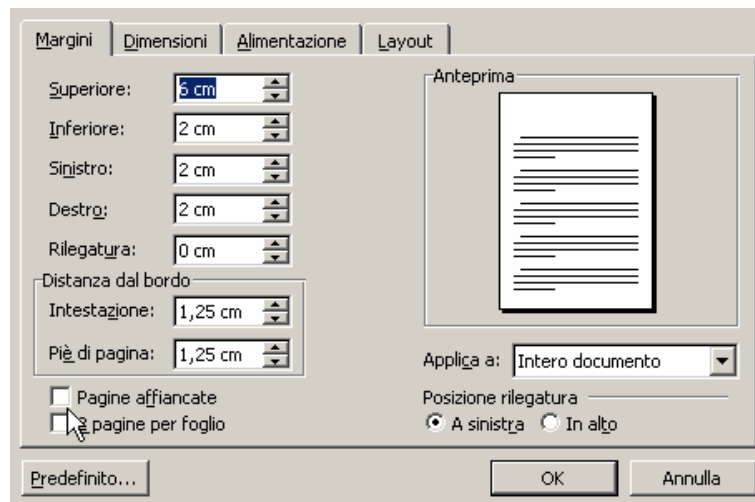 Margini Dimensioni Alimentazione Layout
Superiore: 6 cm
Inferiore: 2 cm
Sinistro: 2 cm
Destro: 2 cm
Rilegatura: 0 cm
Distanza dal bordo
Intestazione: 1,25 cm
Piè di pagina: 1,25 cm
Pagine affiancate
2 pagine per foglio
Anteprima
Applica a: Intero documento
Posizione rilegatura
A sinistra In alto
Predefinito... OK Annulla